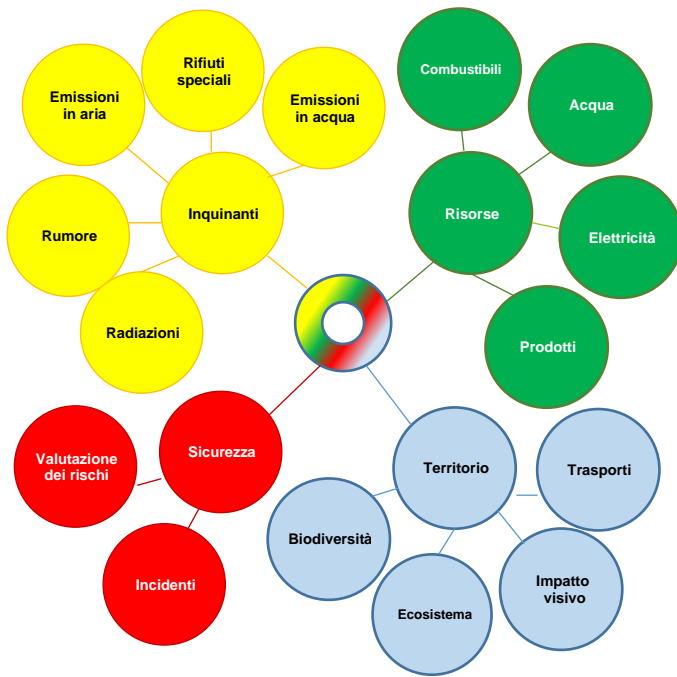 Emissioni
in aria
Rifiuti
speciali
Emissioni
in acqua
Rumore
Inquinanti
Radiazioni
Combustibili
Acqua
Risorse
Elettricità
Prodotti
Valutazione
dei rischi
Sicurezza
Incidenti
Territorio
Trasporti
Biodiversità
Ecosistema
Impatto
visivo